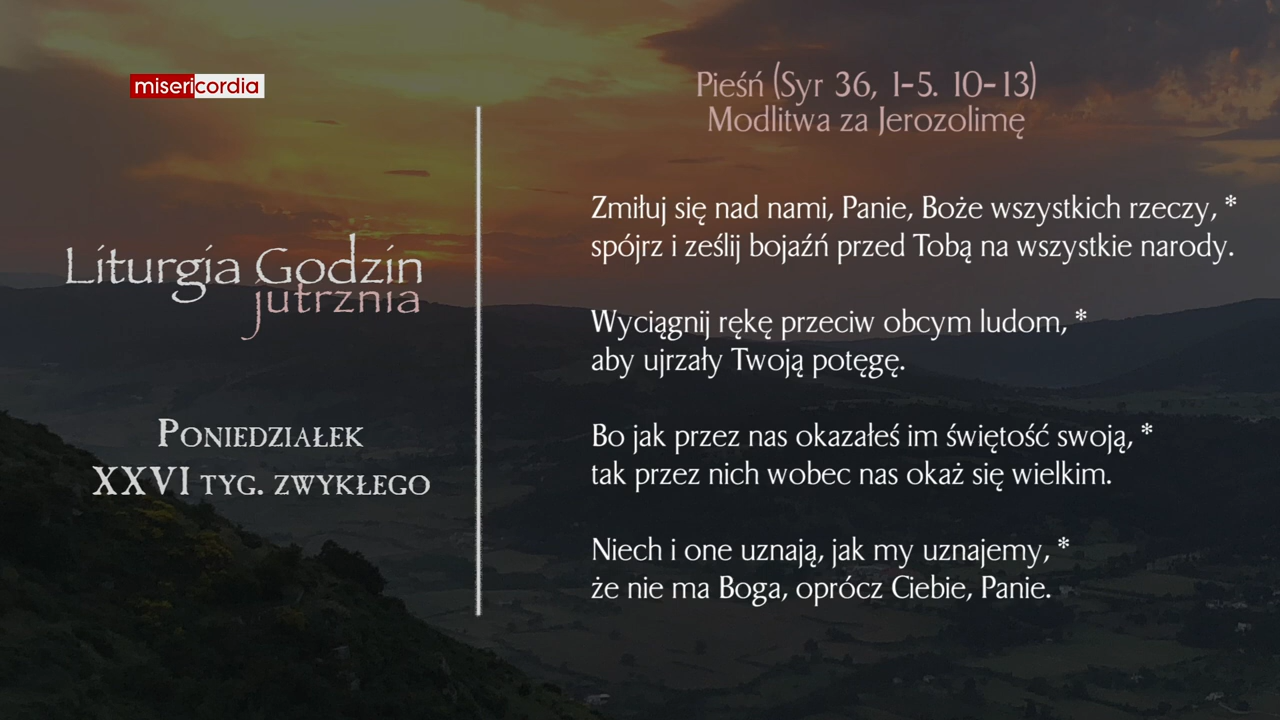 misericordia
Liturgia Godzin
jutrznia
Poniedziałek
XXVI tyg. zwykłego
Pieśń (Syr 36, 1-5. 10-13)
Modlitwa za Jerozolimę
Zmiłuj się nad nami, Panie, Boże wszystkich rzeczy, *
spójrz i ześlij bojaźń przed Tobą na wszystkie narody.
Wyciągnij rękę przeciw obcym ludom, *
aby ujrzały Twoją potęgę.
Bo jak przez nas okazałeś im świętość swoją, *
tak przez nich wobec nas okaż się wielkim.
Niech i one uznają, jak my uznajemy, *
że nie ma Boga, oprócz Ciebie, Panie.